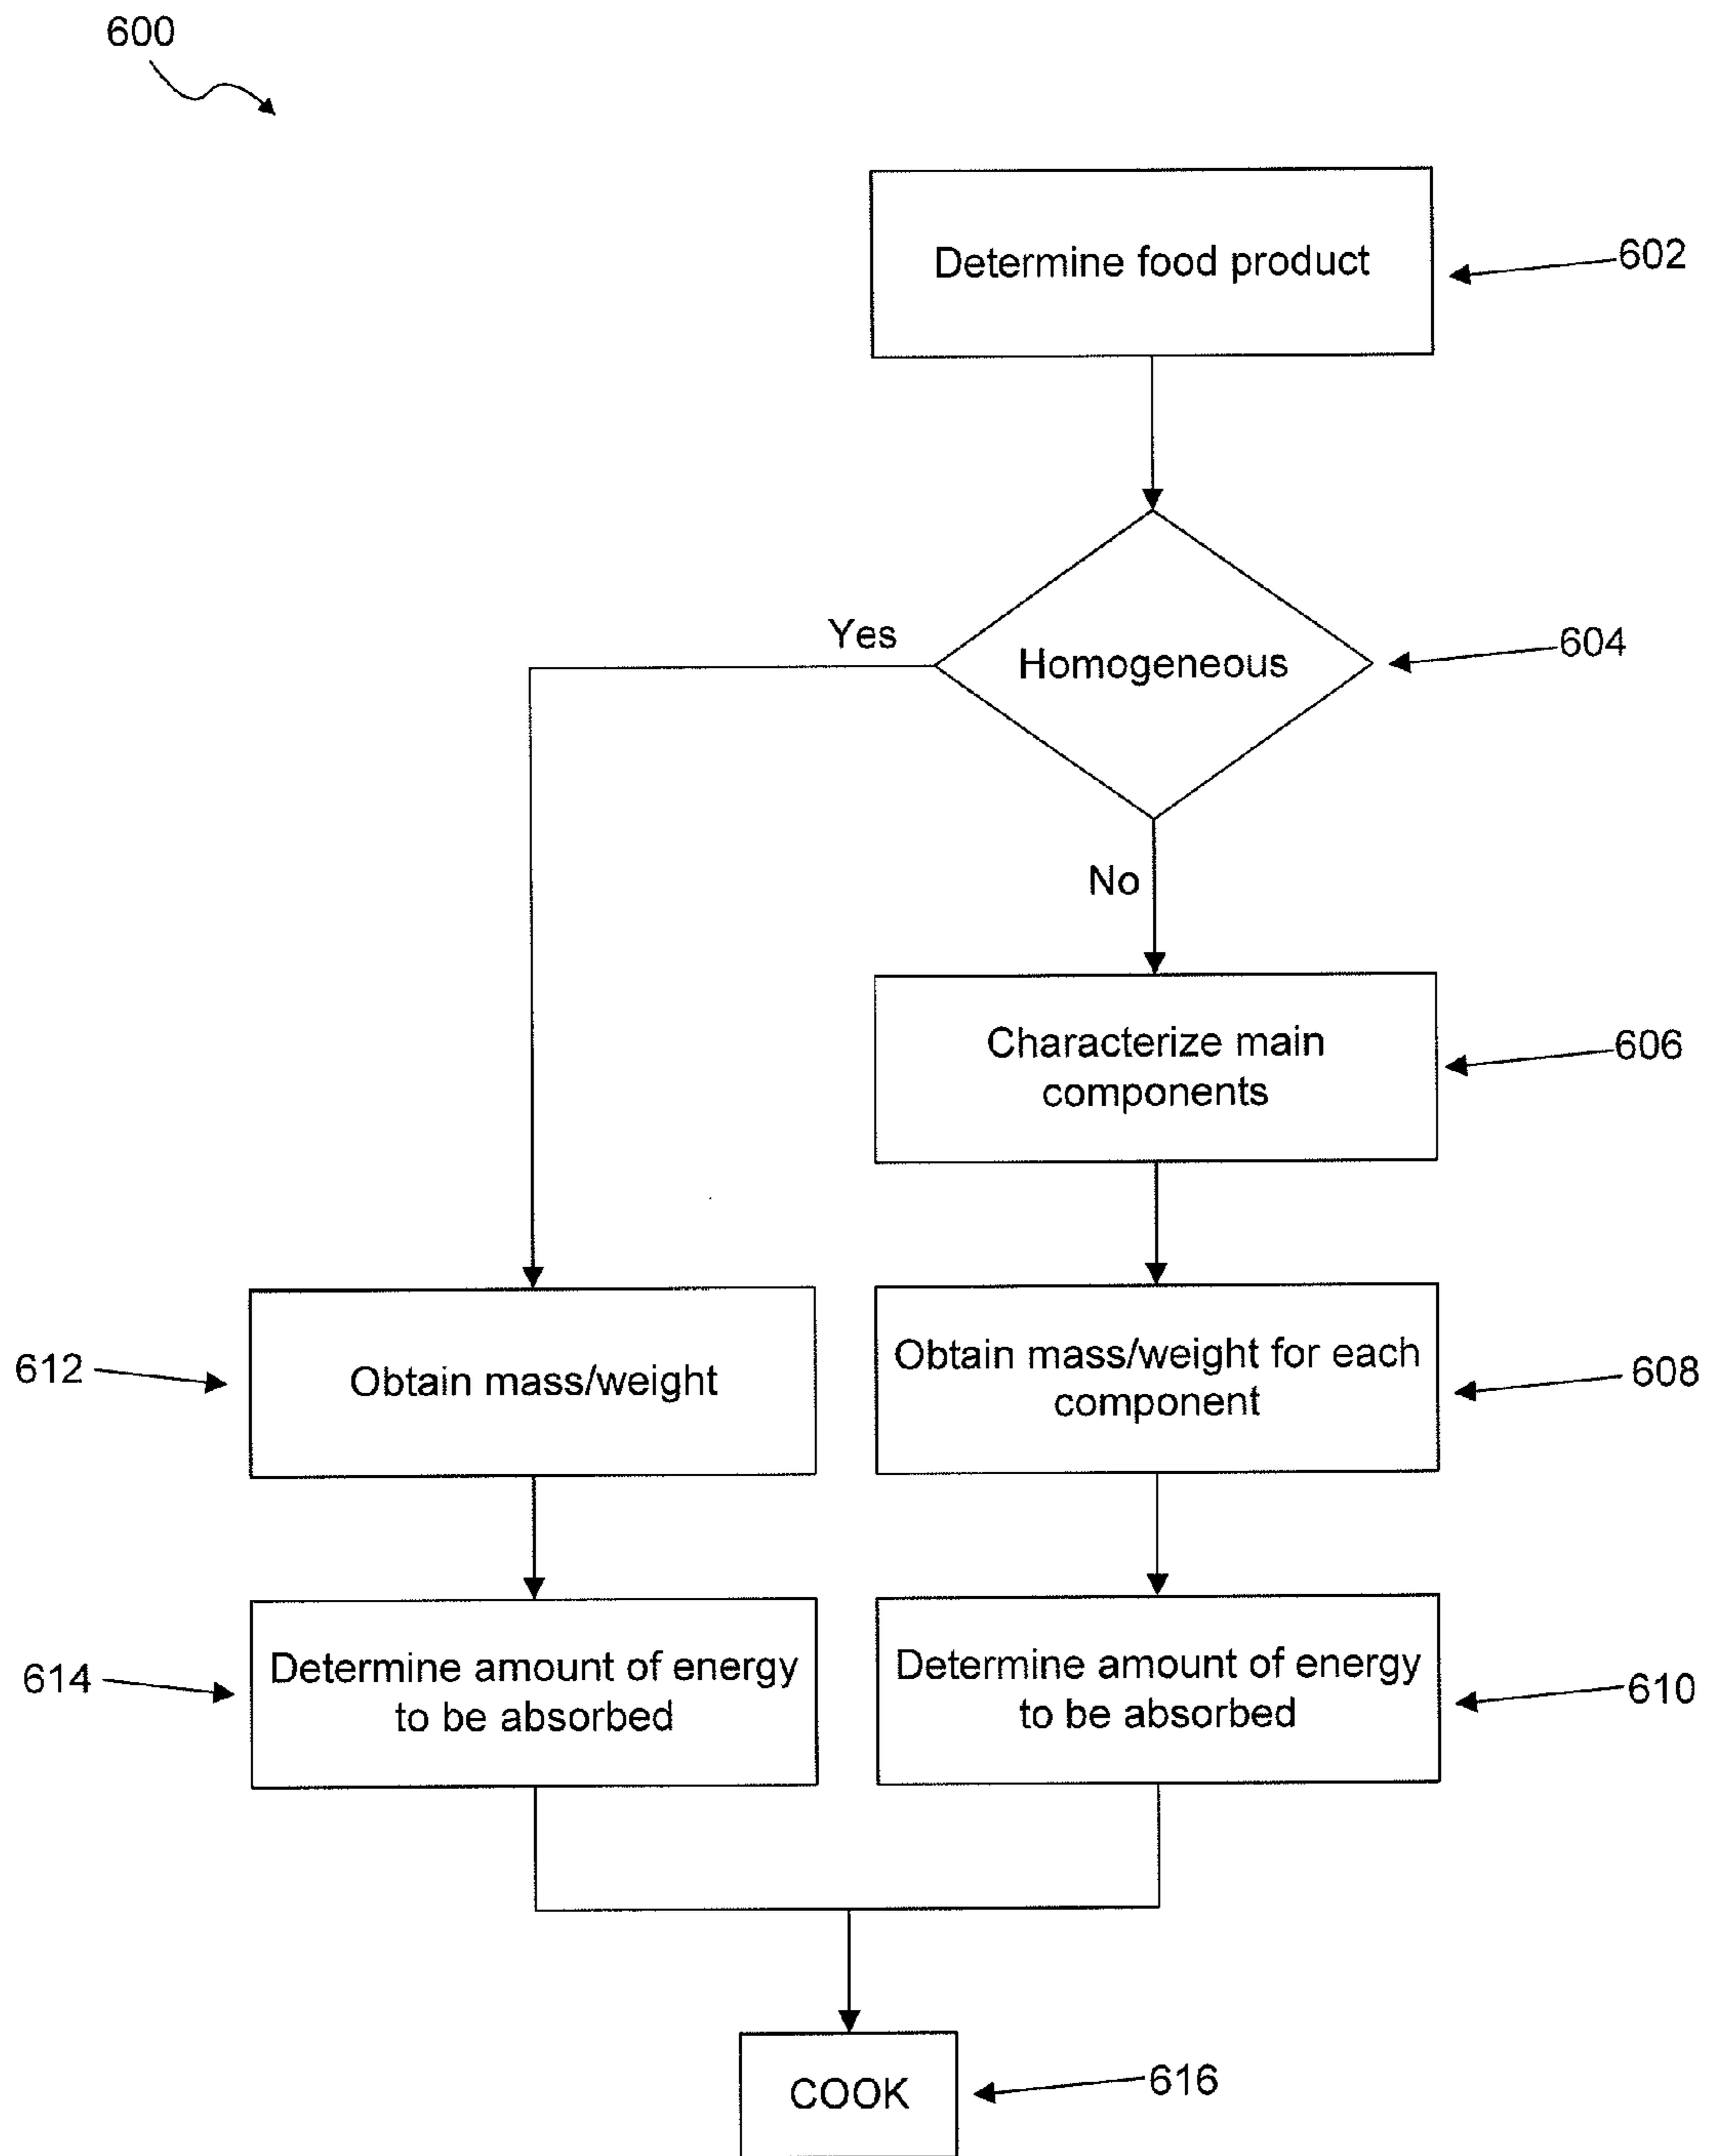 600
Determine food product
602
Yes
Homogeneous
604
No
Characterize main
components
606
612
Obtain mass/weight
Obtain mass/weight for each
component
608
614
Determine amount of energy
to be absorbed
Determine amount of energy
to be absorbed
610
COOK
616